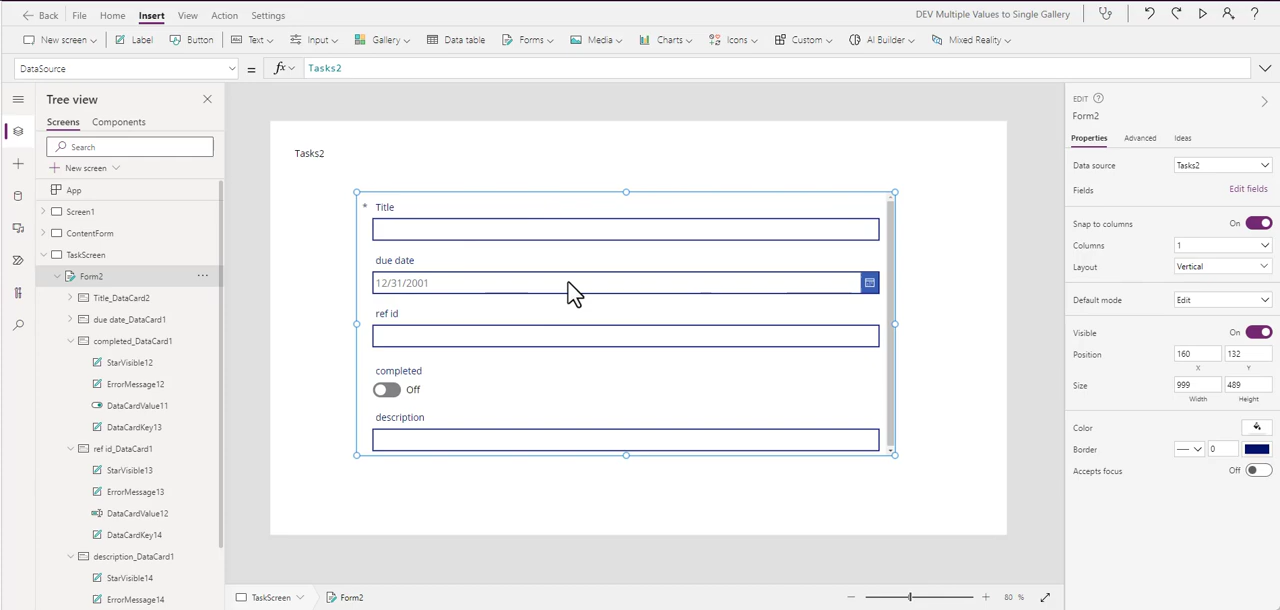 Back File Home Insert View Action Settings DEV Multiple Values to Single Gallery
New screen Label Button Text Input Gallery Data table Forms Media Charts Icons Custom AI Builder Mixed Reality
DataSource = fx Tasks2
Tree view
Screens Components
Search
New screen
App
Screen1
ContentForm
TaskScreen
Form2 ...
Title_DataCard2
due date_DataCard1
completed_DataCard1
StarVisible12
ErrorMessage12
DataCardValue11
DataCardKey13
ref id_DataCard1
StarVisible13
ErrorMessage13
DataCardValue12
DataCardKey14
description_DataCard1
StarVisible14
ErrorMessage14
Tasks2
* Title
due date
12/31/2001
ref id
completed
Off
description
TaskScreen Form2
80 %
EDIT
Form2
Properties Advanced Ideas
Data source Tasks2
Fields Edit fields
Snap to columns On
Columns 1
Layout Vertical
Default mode Edit
Visible On
Position 160 132
X Y
Size 999 489
Width Height
Color
Border 0
Accepts focus Off